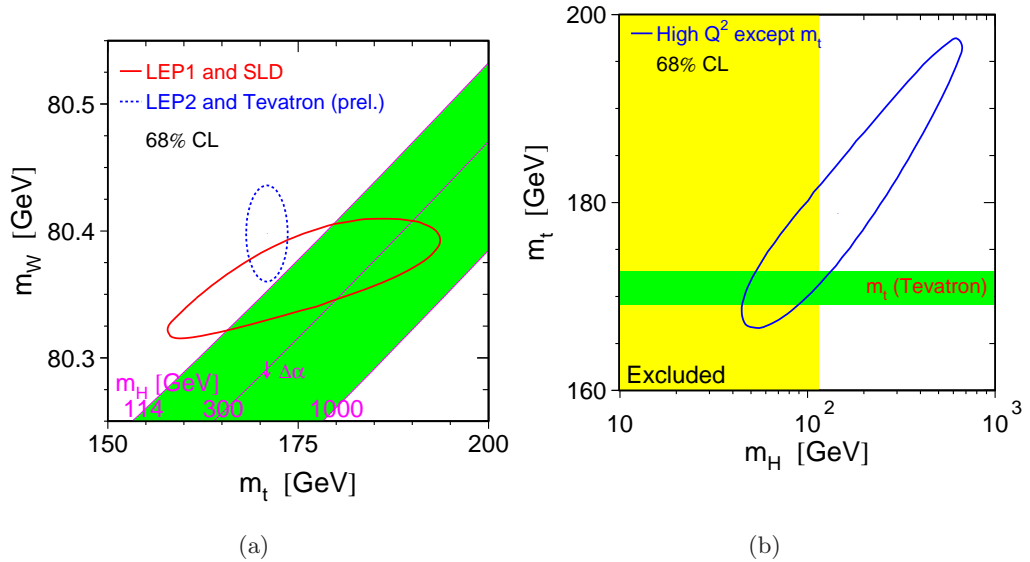 LEP1 and SLD
LEP2 and Tevatron (prel.)
68% CL
80.5
80.4
80.3
m_W [GeV]
m_H [GeV]
Δα
114 300 1000
150 175 200
m_t [GeV]
(a)
High Q² except m_t
68% CL
200
180
160
m_t [GeV]
m_t (Tevatron)
Excluded
10 10² 10³
m_H [GeV]
(b)